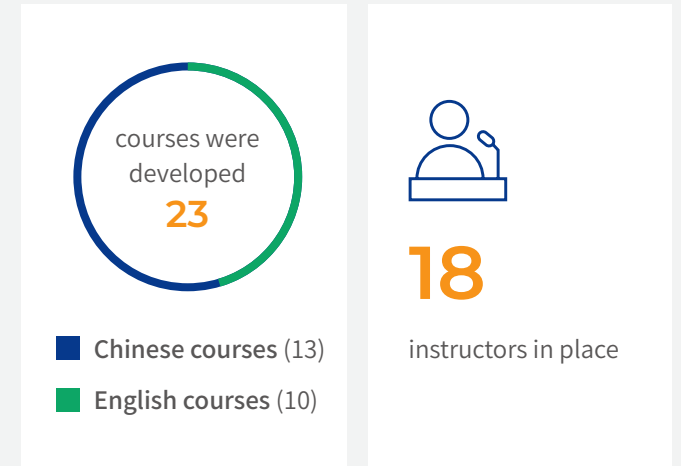 courses were
developed
23
Chinese courses (13)
English courses (10)
18
instructors in place